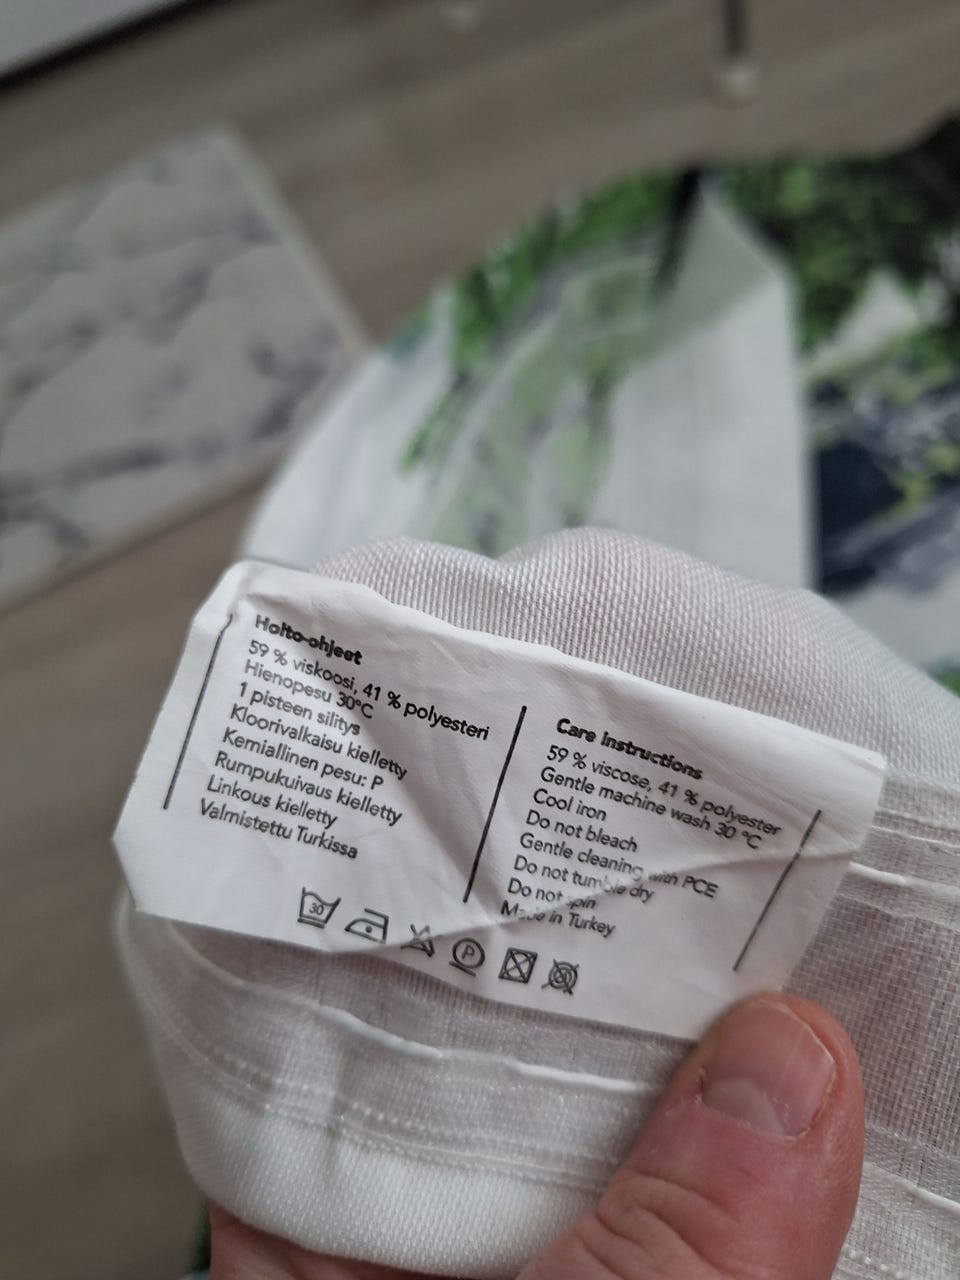 Hoito-ohjeet
59 % viskoosi, 41 % polyesteri
Hienopesu 30°C
1 pisteen silitys
Kloorivalkaisu kielletty
Kemiallinen pesu: P
Rumpukuivaus kielletty
Linkous kielletty
Valmistettu Turkissa
Care instructions
59 % viscose, 41 % polyester
Gentle machine wash 30 °C
Cool iron
Do not bleach
Gentle cleaning with PCE
Do not tumble dry
Do not spin
Made in Turkey
30
P